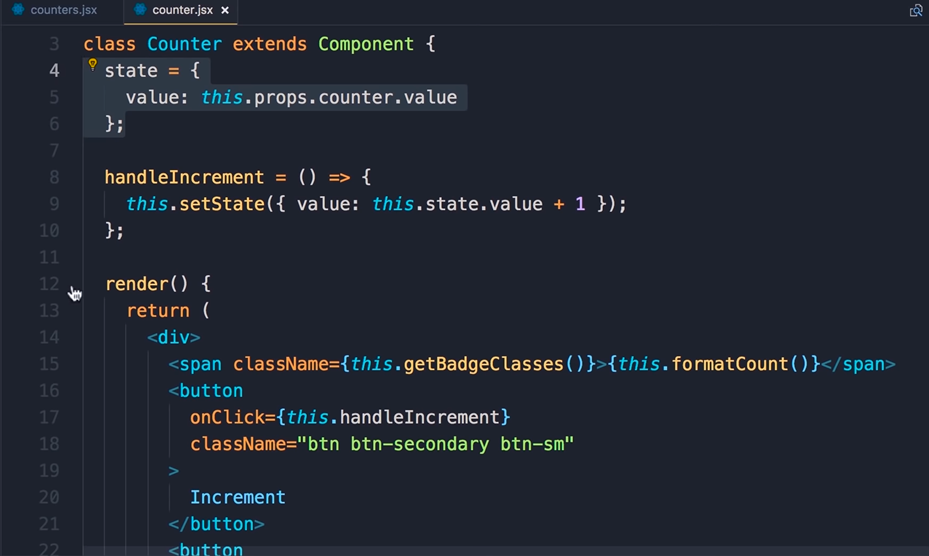 counters.jsx counter.jsx ×
3 class Counter extends Component {
4 state = {
5 value: this.props.counter.value
6 };
7
8 handleIncrement = () => {
9 this.setState({ value: this.state.value + 1 });
10 };
11
12 render() {
13 return (
14 <div>
15 <span className={this.getBadgeClasses()}>{this.formatCount()}</span>
16 <button
17 onClick={this.handleIncrement}
18 className="btn btn-secondary btn-sm"
19 >
20 Increment
21 </button>
22 <button